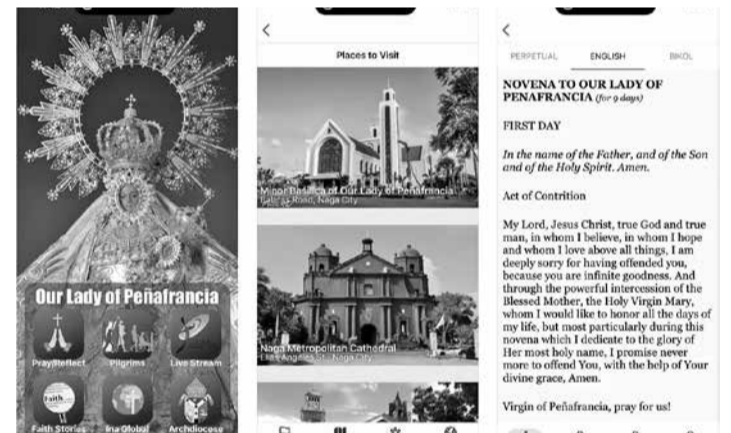 Our Lady of Peñafrancia
Pray/Reflect
Pilgrims
Live Stream
Faith
Faith Stories
Ina Global
Archdiocese
Places to Visit
Minor Basilica of Our Lady of Peñafrancia
Balatas Road, Naga City
Naga Metropolitan Cathedral
Elias Angeles St., Naga City
PERPETUAL ENGLISH BIKOL
NOVENA TO OUR LADY OF
PENAFRANCIA (for 9 days)
FIRST DAY
In the name of the Father, and of the Son
and of the Holy Spirit. Amen.
Act of Contrition
My Lord, Jesus Christ, true God and true
man, in whom I believe, in whom I hope
and whom I love above all things, I am
deeply sorry for having offended you,
because you are infinite goodness. And
through the powerful intercession of the
Blessed Mother, the Holy Virgin Mary,
whom I would like to honor all the days of
my life, but most particularly during this
novena which I dedicate to the glory of
Her most holy name, I promise never
more to offend You, with the help of Your
divine grace, Amen.
Virgin of Peñafrancia, pray for us!